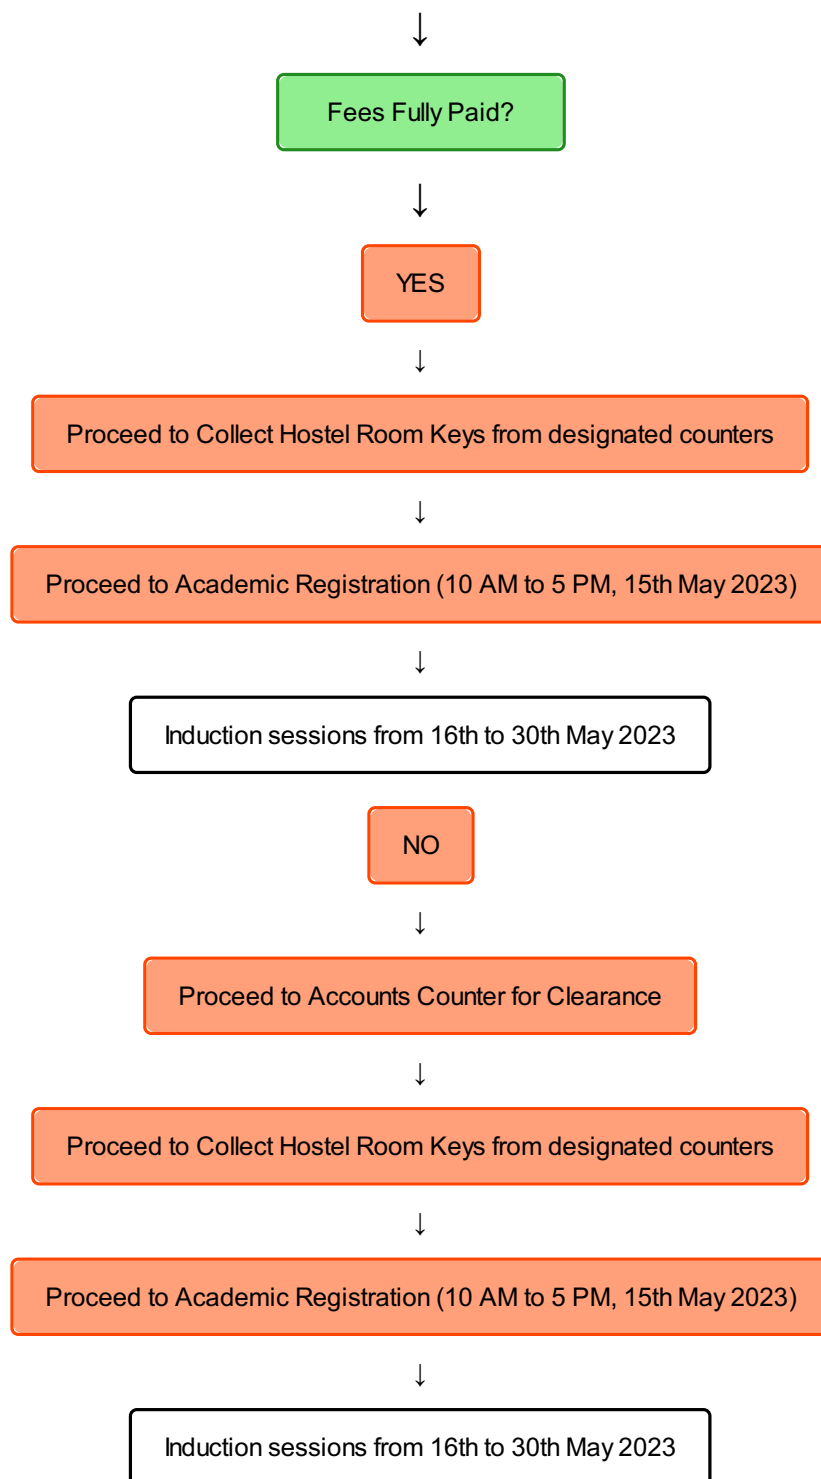 ↓
Fees Fully Paid?
↓
YES
↓
Proceed to Collect Hostel Room Keys from designated counters
↓
Proceed to Academic Registration (10 AM to 5 PM, 15th May 2023)
↓
Induction sessions from 16th to 30th May 2023
NO
↓
Proceed to Accounts Counter for Clearance
↓
Proceed to Collect Hostel Room Keys from designated counters
↓
Proceed to Academic Registration (10 AM to 5 PM, 15th May 2023)
↓
Induction sessions from 16th to 30th May 2023